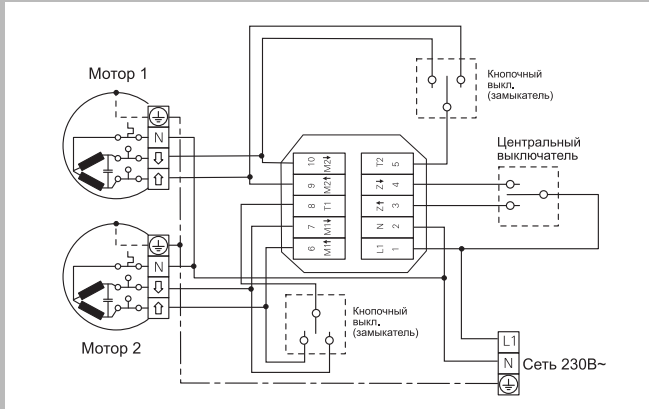 Мотор 1
N
Мотор 2
N
Кнопочный
выкл.
(замыкатель)
Центральный
выключатель
10 M2↓
9 M2↑
8 T1
7 M1↓
6 M1↑
T2 5
Z↓ 4
Z↑ 3
N 2
L1 1
Кнопочный
выкл.
(замыкатель)
L1
N
Сеть 230В~